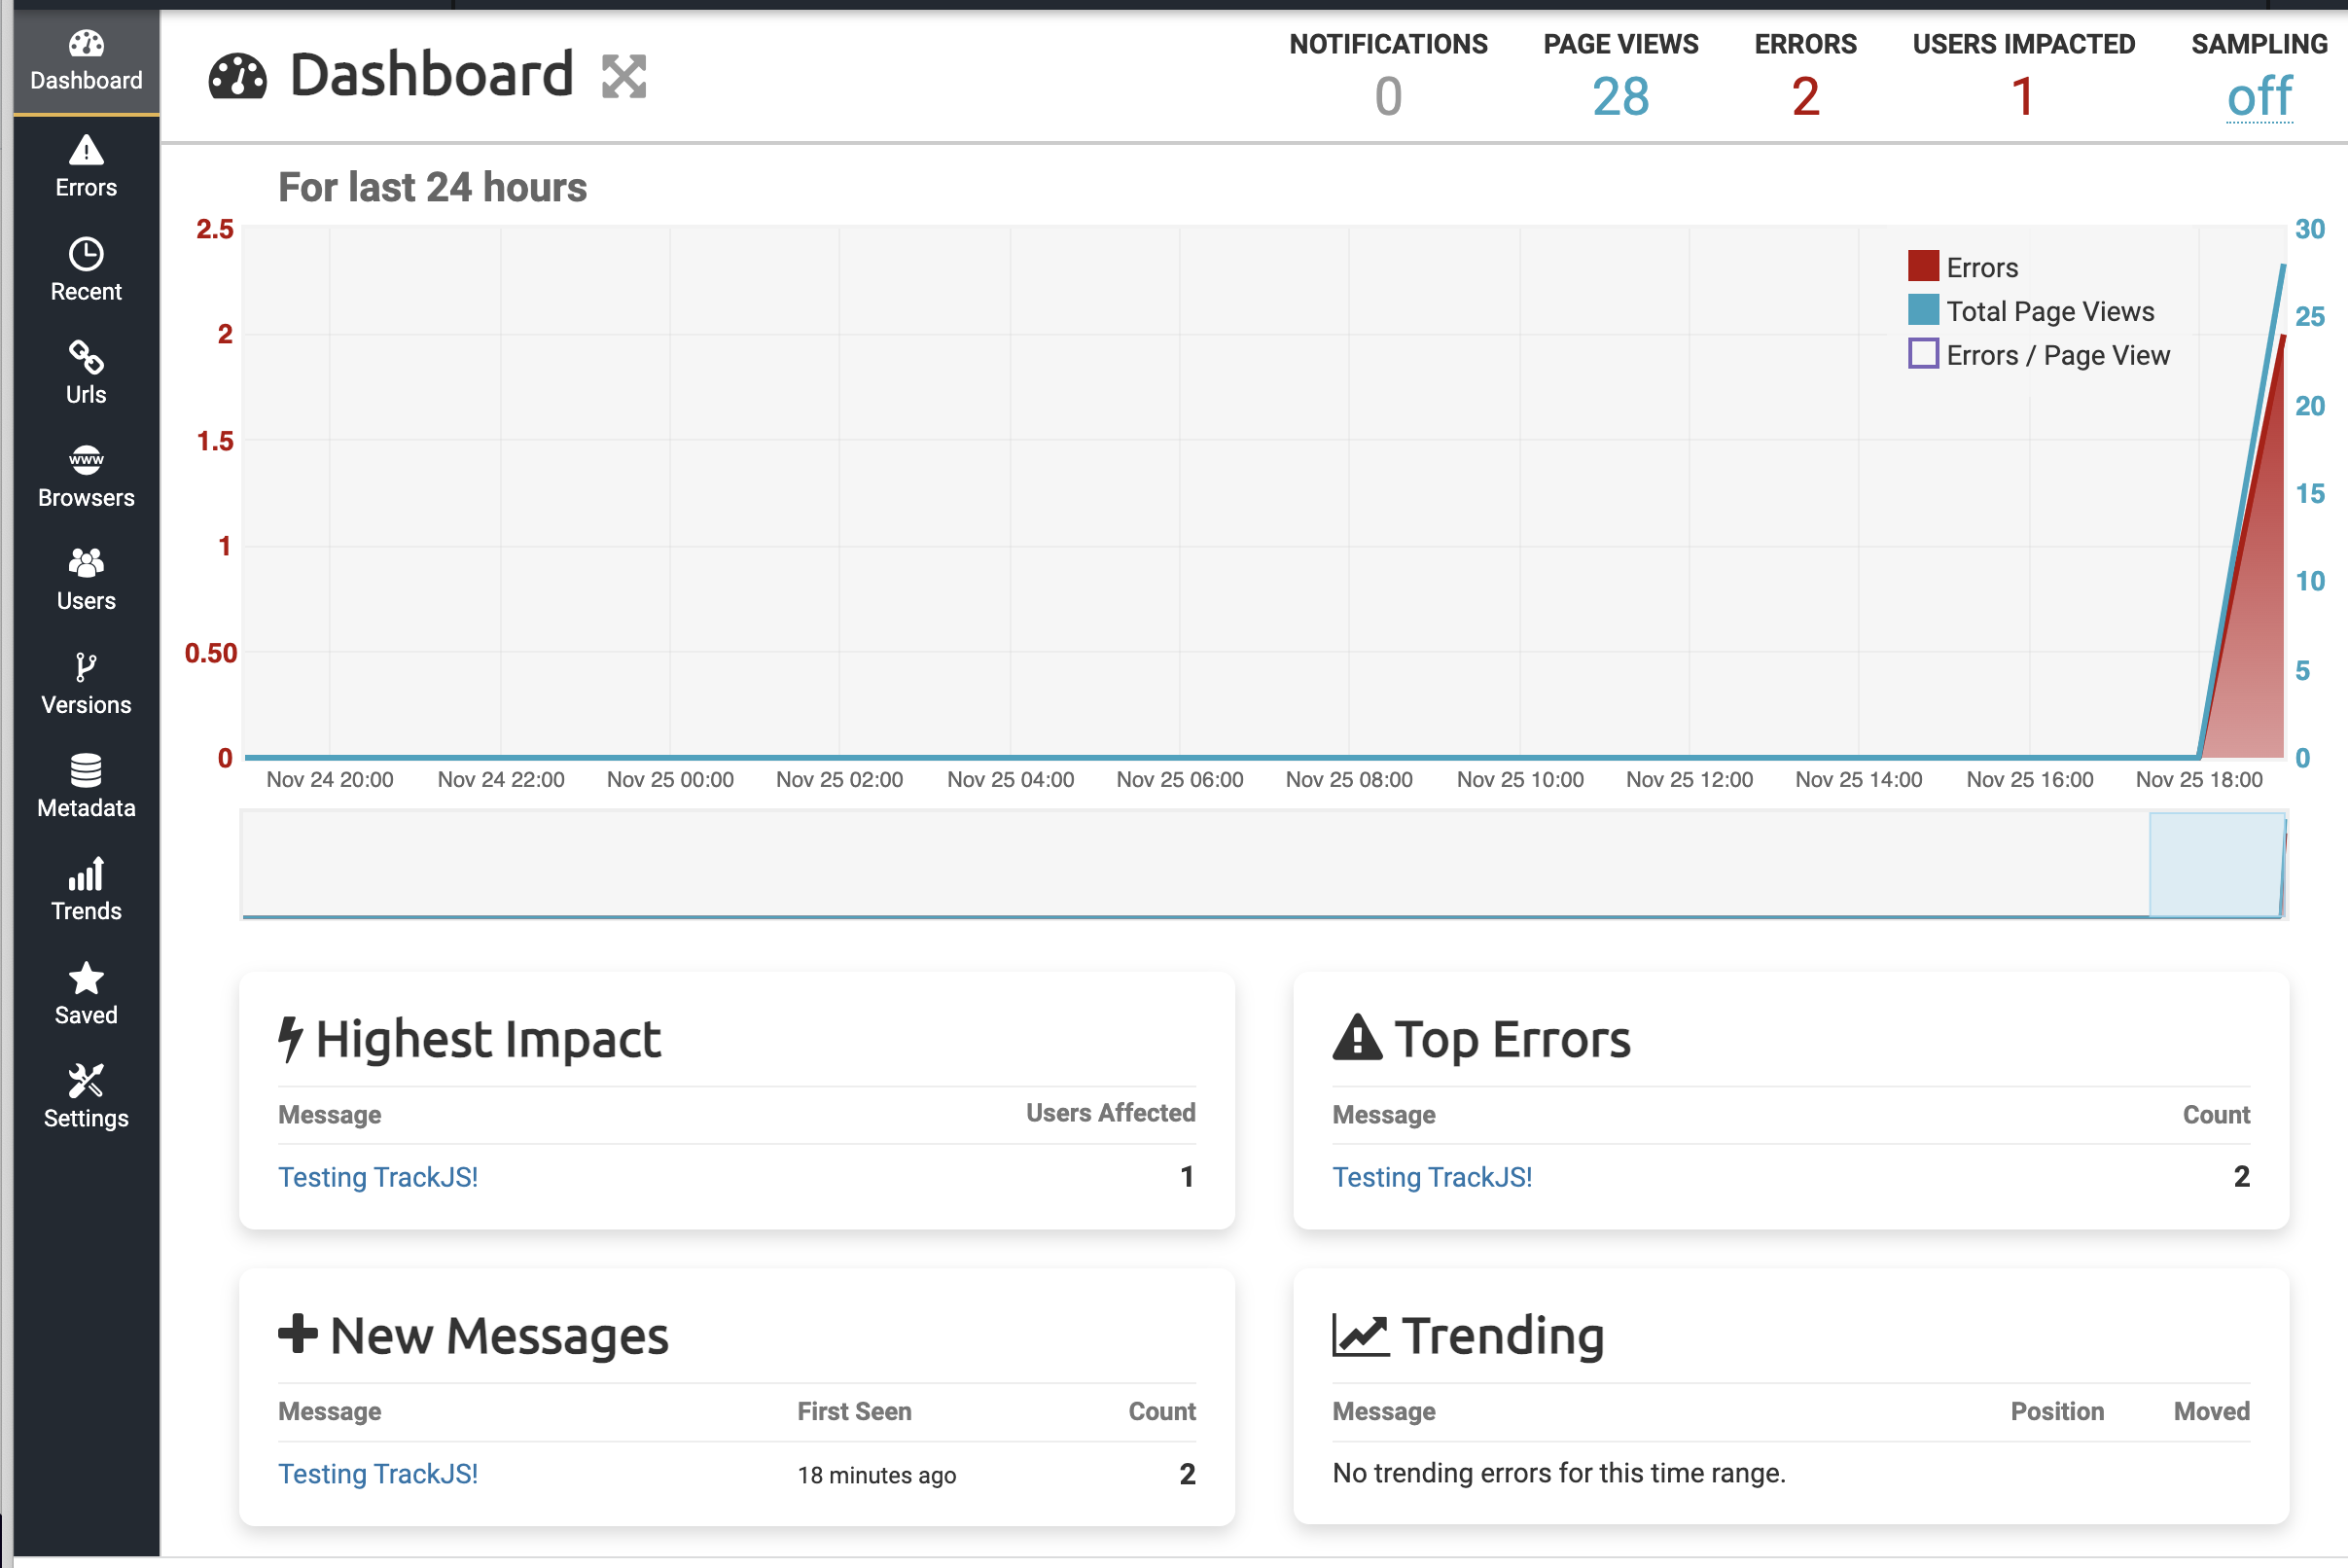 Dashboard
Errors
Recent
Urls
www
Browsers
Users
Versions
Metadata
Trends
Saved
Settings
Dashboard
NOTIFICATIONS PAGE VIEWS ERRORS USERS IMPACTED SAMPLING
0 28 2 1 off
For last 24 hours
2.5
2
1.5
1
0.50
0
30
25
20
15
10
5
0
Errors
Total Page Views
Errors / Page View
Nov 24 20:00 Nov 24 22:00 Nov 25 00:00 Nov 25 02:00 Nov 25 04:00 Nov 25 06:00 Nov 25 08:00 Nov 25 10:00 Nov 25 12:00 Nov 25 14:00 Nov 25 16:00 Nov 25 18:00
Highest Impact
Message Users Affected
Testing TrackJS! 1
Top Errors
Message Count
Testing TrackJS! 2
New Messages
Message First Seen Count
Testing TrackJS! 18 minutes ago 2
Trending
Message Position Moved
No trending errors for this time range.